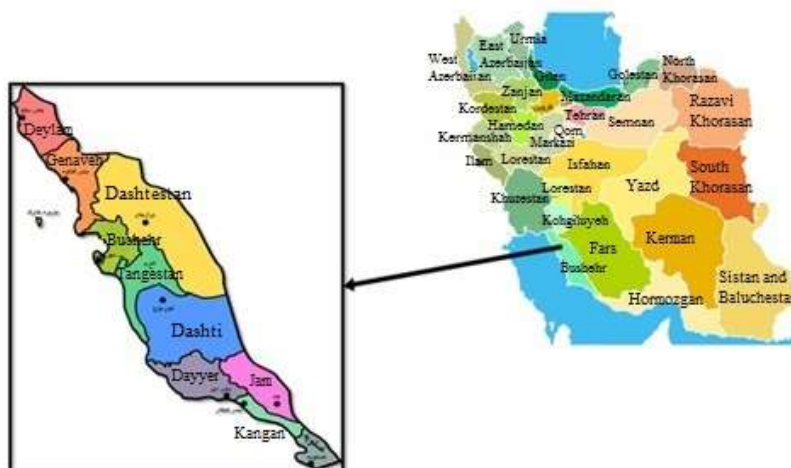 Deylam
Genaveh
Dashtestan
Bushehr
Tangestan
Dashti
Dayyer
Jam
Kangan
West
Azerbaijan
East
Azerbaijan
Urmia
Gilan
Golestan
North
Khorasan
Zanjan
Mazandaran
Razavi
Khorasan
Kordestan
Tehran
Semnan
Hamedan
Qom
Kermanshah
Markazi
Ilam
Lorestan
Isfahan
South
Khorasan
Khuzestan
Lorestan
Yazd
Kohgiluyeh
Fars
Kerman
Bushehr
Sistan and
Baluchestan
Hormozgan